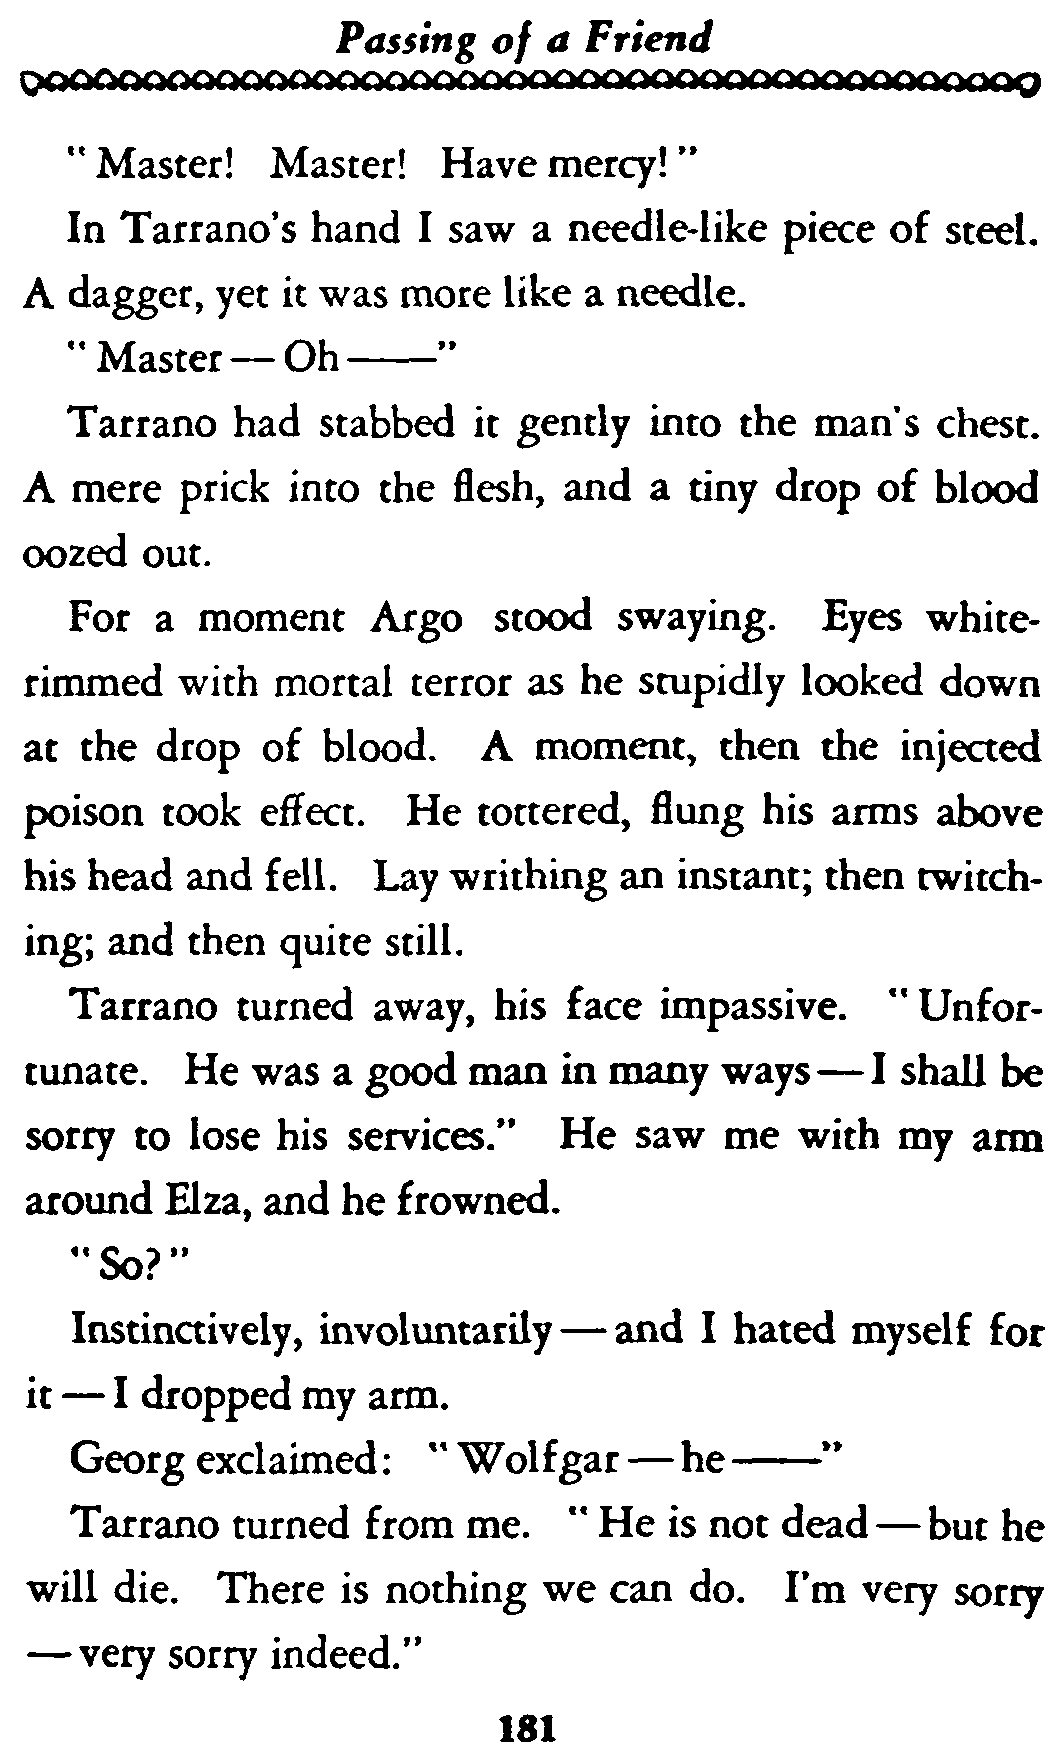 Passing of a Friend
" Master! Master! Have mercy! "
In Tarrano's hand I saw a needle-like piece of steel.
A dagger, yet it was more like a needle.
" Master — Oh ——"
Tarrano had stabbed it gently into the man's chest.
A mere prick into the flesh, and a tiny drop of blood
oozed out.
For a moment Argo stood swaying. Eyes white-
rimmed with mortal terror as he stupidly looked down
at the drop of blood. A moment, then the injected
poison took effect. He tottered, flung his arms above
his head and fell. Lay writhing an instant; then twitch-
ing; and then quite still.
Tarrano turned away, his face impassive. " Unfor-
tunate. He was a good man in many ways — I shall be
sorry to lose his services." He saw me with my arm
around Elza, and he frowned.
" So? "
Instinctively, involuntarily — and I hated myself for
it — I dropped my arm.
Georg exclaimed: " Wolfgar — he ——"
Tarrano turned from me. " He is not dead — but he
will die. There is nothing we can do. I'm very sorry
— very sorry indeed."
181